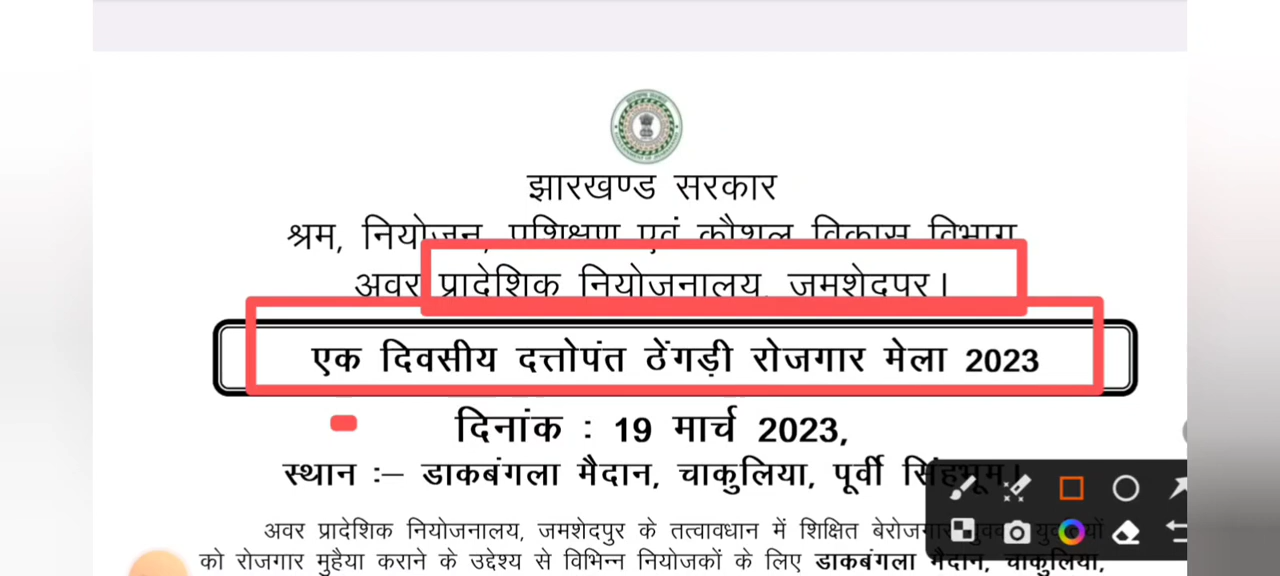 झारखण्ड सरकार
श्रम, नियोजन, प्रशिक्षण एवं कौशल विकास विभाग
अवर प्रादेशिक नियोजनालय, जमशेदपुर।
एक दिवसीय दत्तोपंत ठेंगड़ी रोजगार मेला 2023
दिनांक : 19 मार्च 2023,
स्थान :– डाकबंगला मैदान, चाकुलिया, पूर्वी सिंहभूम।
अवर प्रादेशिक नियोजनालय, जमशेदपुर के तत्वावधान में शिक्षित बेरोजगार
को रोजगार मुहैया कराने के उद्देश्य से विभिन्न नियोजकों के लिए डाकबंगला मैदान, चाकुलिया,